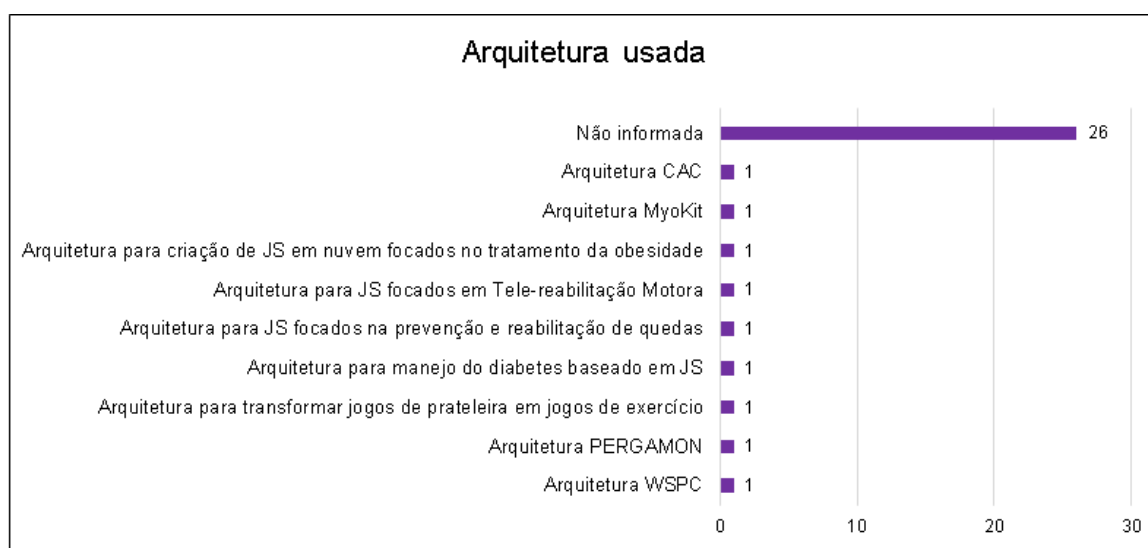 Arquitetura usada
Não informada 26
Arquitetura CAC 1
Arquitetura MyoKit 1
Arquitetura para criação de JS em nuvem focados no tratamento da obesidade 1
Arquitetura para JS focados em Tele-reabilitação Motora 1
Arquitetura para JS focados na prevenção e reabilitação de quedas 1
Arquitetura para manejo do diabetes baseado em JS 1
Arquitetura para transformar jogos de prateleira em jogos de exercício 1
Arquitetura PERGAMON 1
Arquitetura WSPC 1
0 10 20 30